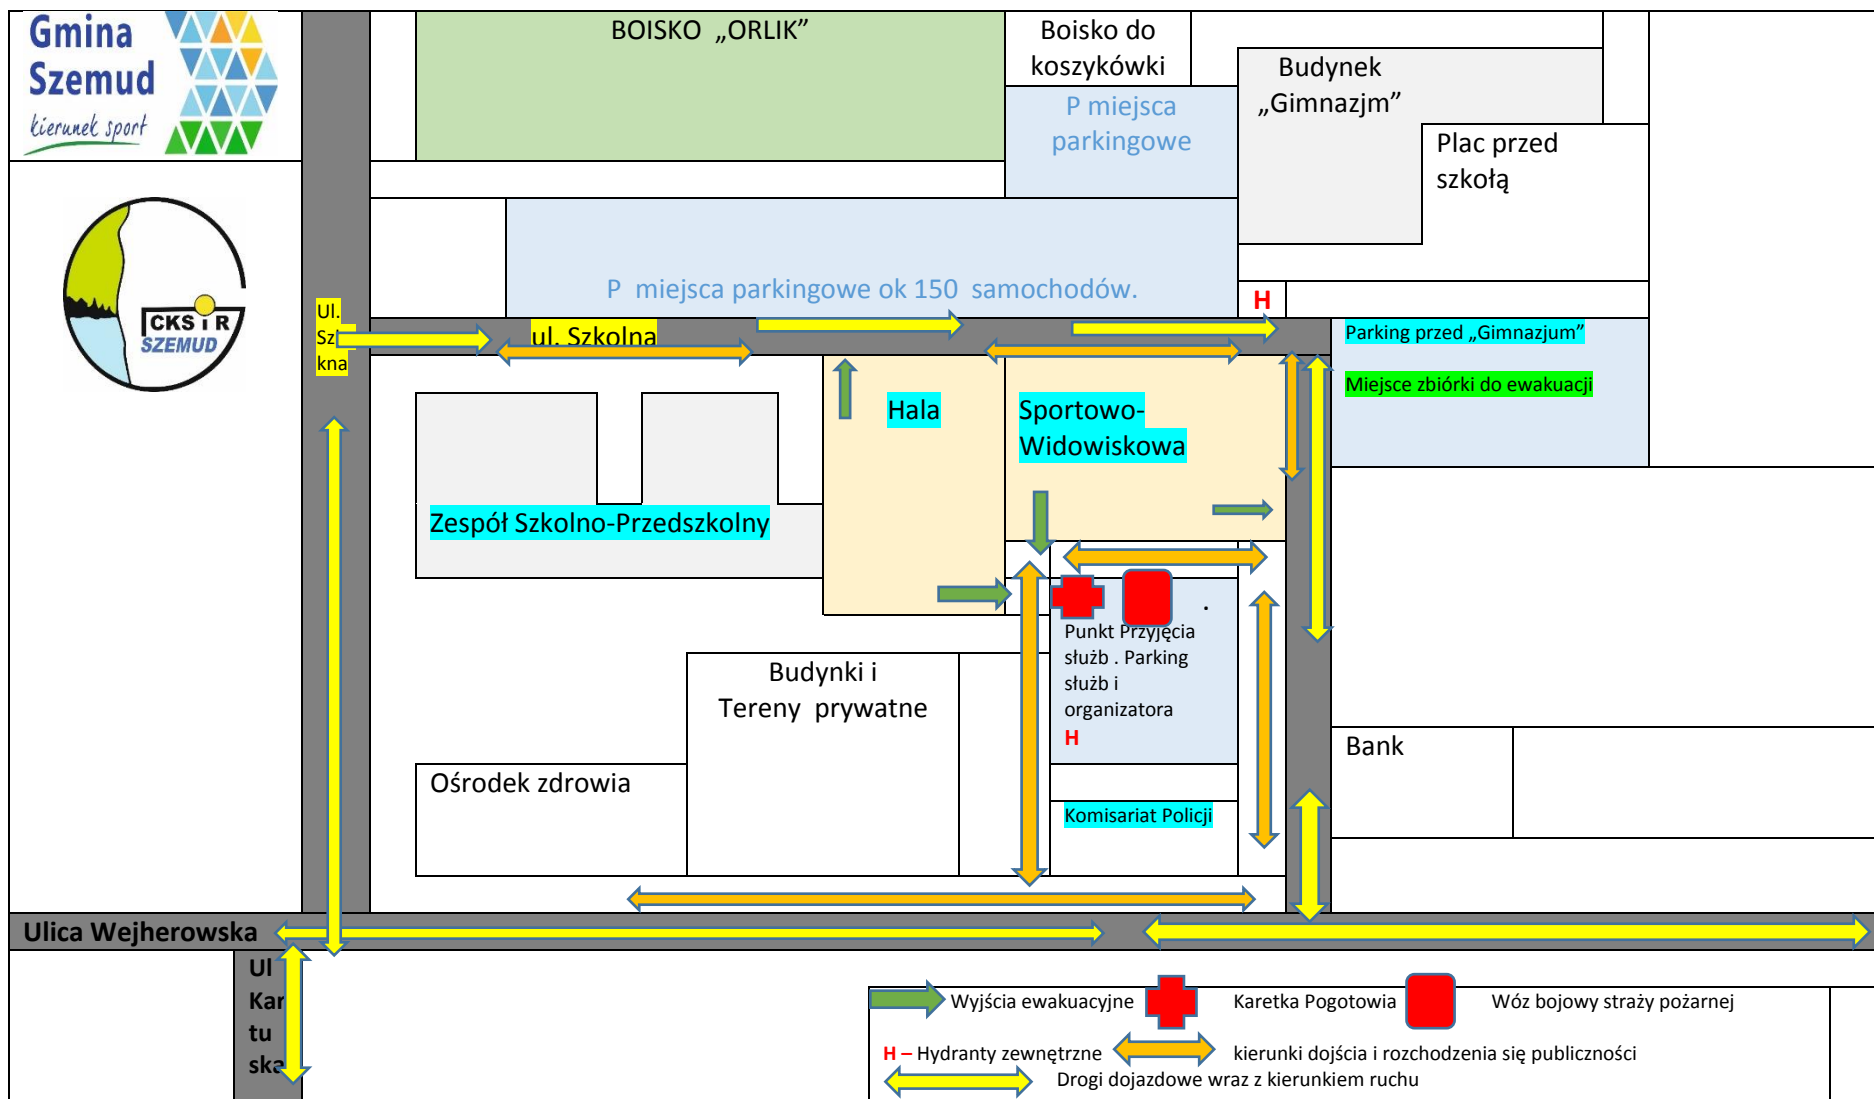 Gmina
Szemud
kierunek sport
CKS i R
SZEMUD
BOISKO „ORLIK”
Boisko do
koszykówki
P miejsca
parkingowe
Budynek
„Gimnazjm”
Plac przed
szkołą
P miejsca parkingowe ok 150 samochodów.
H
Ul.
Sz
kna
ul. Szkolna
Parking przed „Gimnazjum”
Miejsce zbiórki do ewakuacji
Hala
Sportowo-
Widowiskowa
Zespół Szkolno-Przedszkolny
.
Punkt Przyjęcia
służb . Parking
służb i
organizatora
H
Budynki i
Tereny prywatne
Ośrodek zdrowia
Komisariat Policji
Bank
Ulica Wejherowska
Ul
Kar
tu
ska
Wyjścia ewakuacyjne
Karetka Pogotowia
Wóz bojowy straży pożarnej
H – Hydranty zewnętrzne
kierunki dojścia i rozchodzenia się publiczności
Drogi dojazdowe wraz z kierunkiem ruchu